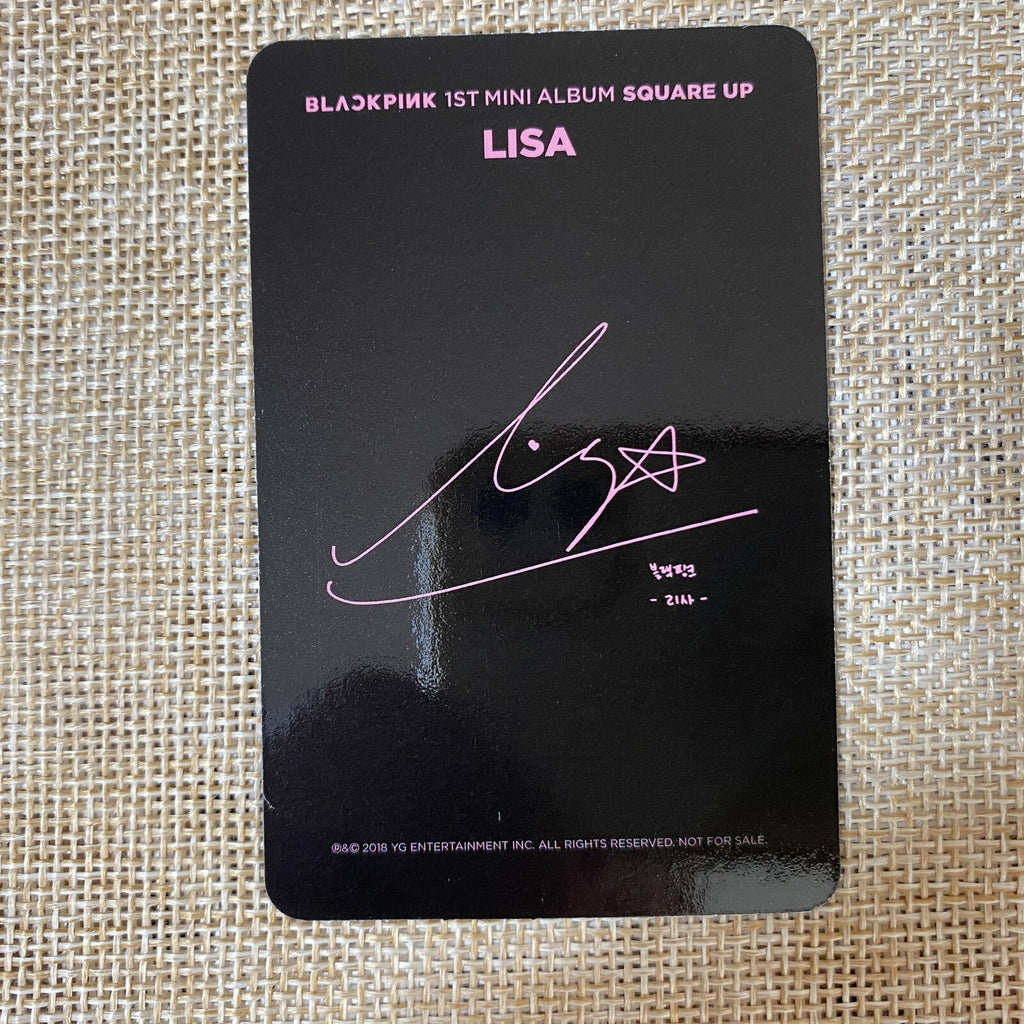 BLACKPINK 1ST MINI ALBUM SQUARE UP
LISA
Lisa
블랙핑크
- 리사 -
℗&© 2018 YG ENTERTAINMENT INC. ALL RIGHTS RESERVED. NOT FOR SALE.